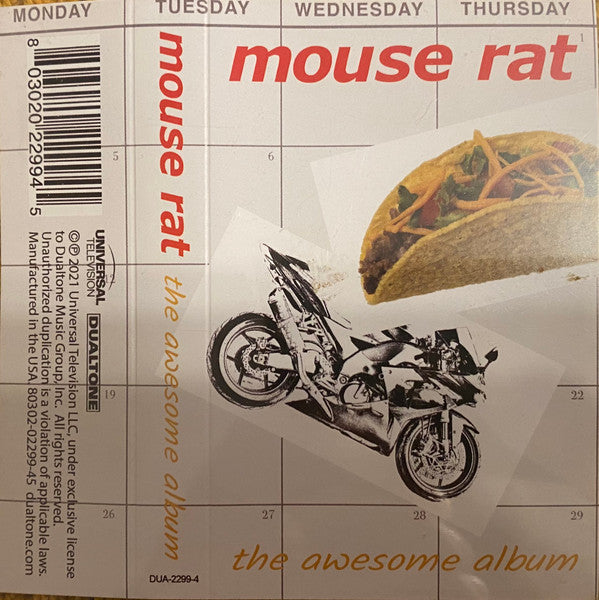 MONDAY TUESDAY WEDNESDAY THURSDAY
mouse rat
1
5
19
22
26
27
28
29
the awesome album
mouse rat the awesome album
DUA-2299-4
8 03020 22994 5
UNIVERSAL
TELEVISION
DUALTONE
©℗ 2021 Universal Television LLC, under exclusive license
to Dualtone Music Group, Inc. All rights reserved.
Unauthorized duplication is a violation of applicable laws.
Manufactured in the USA 80302-02299-45 dualtone.com